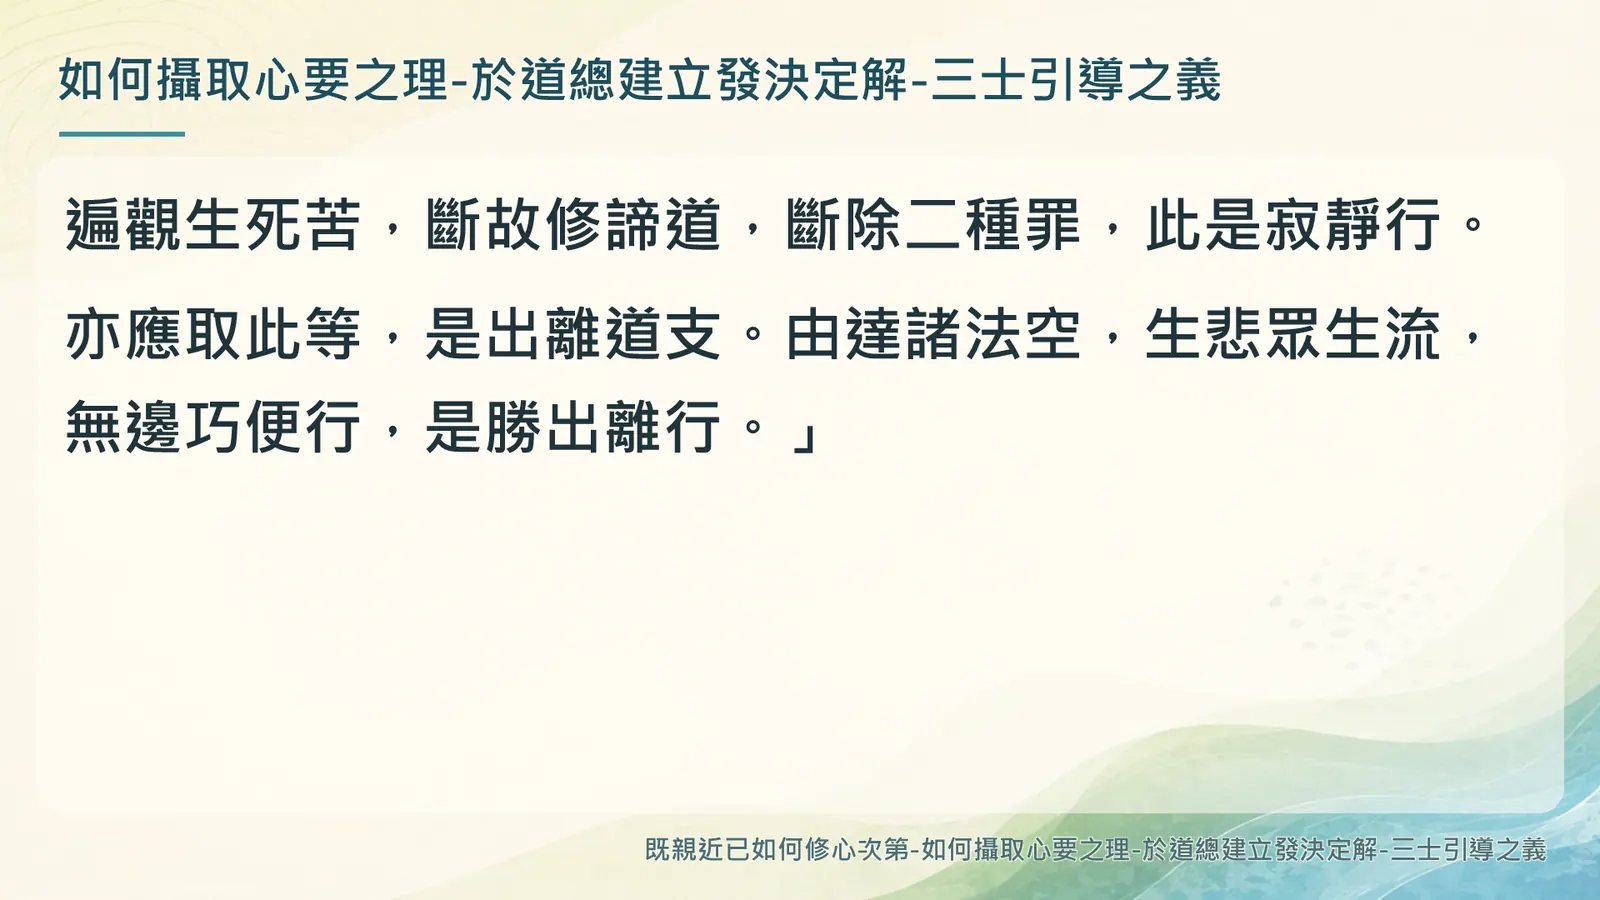 如何攝取心要之理-於道總建立發決定解-三士引導之義
遍觀生死苦，斷故修諦道，斷除二種罪，此是寂靜行。
亦應取此等，是出離道支。由達諸法空，生悲眾生流，
無邊巧便行，是勝出離行。」
既親近已如何修心次第-如何攝取心要之理-於道總建立發決定解-三士引導之義